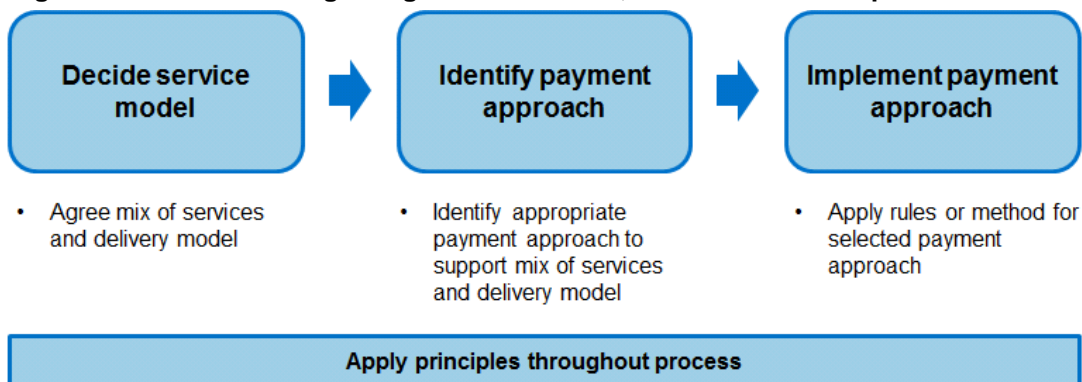 Decide service
model
Identify payment
approach
Implement payment
approach
• Agree mix of services
and delivery model
• Identify appropriate
payment approach to
support mix of services
and delivery model
• Apply rules or method for
selected payment
approach
Apply principles throughout process